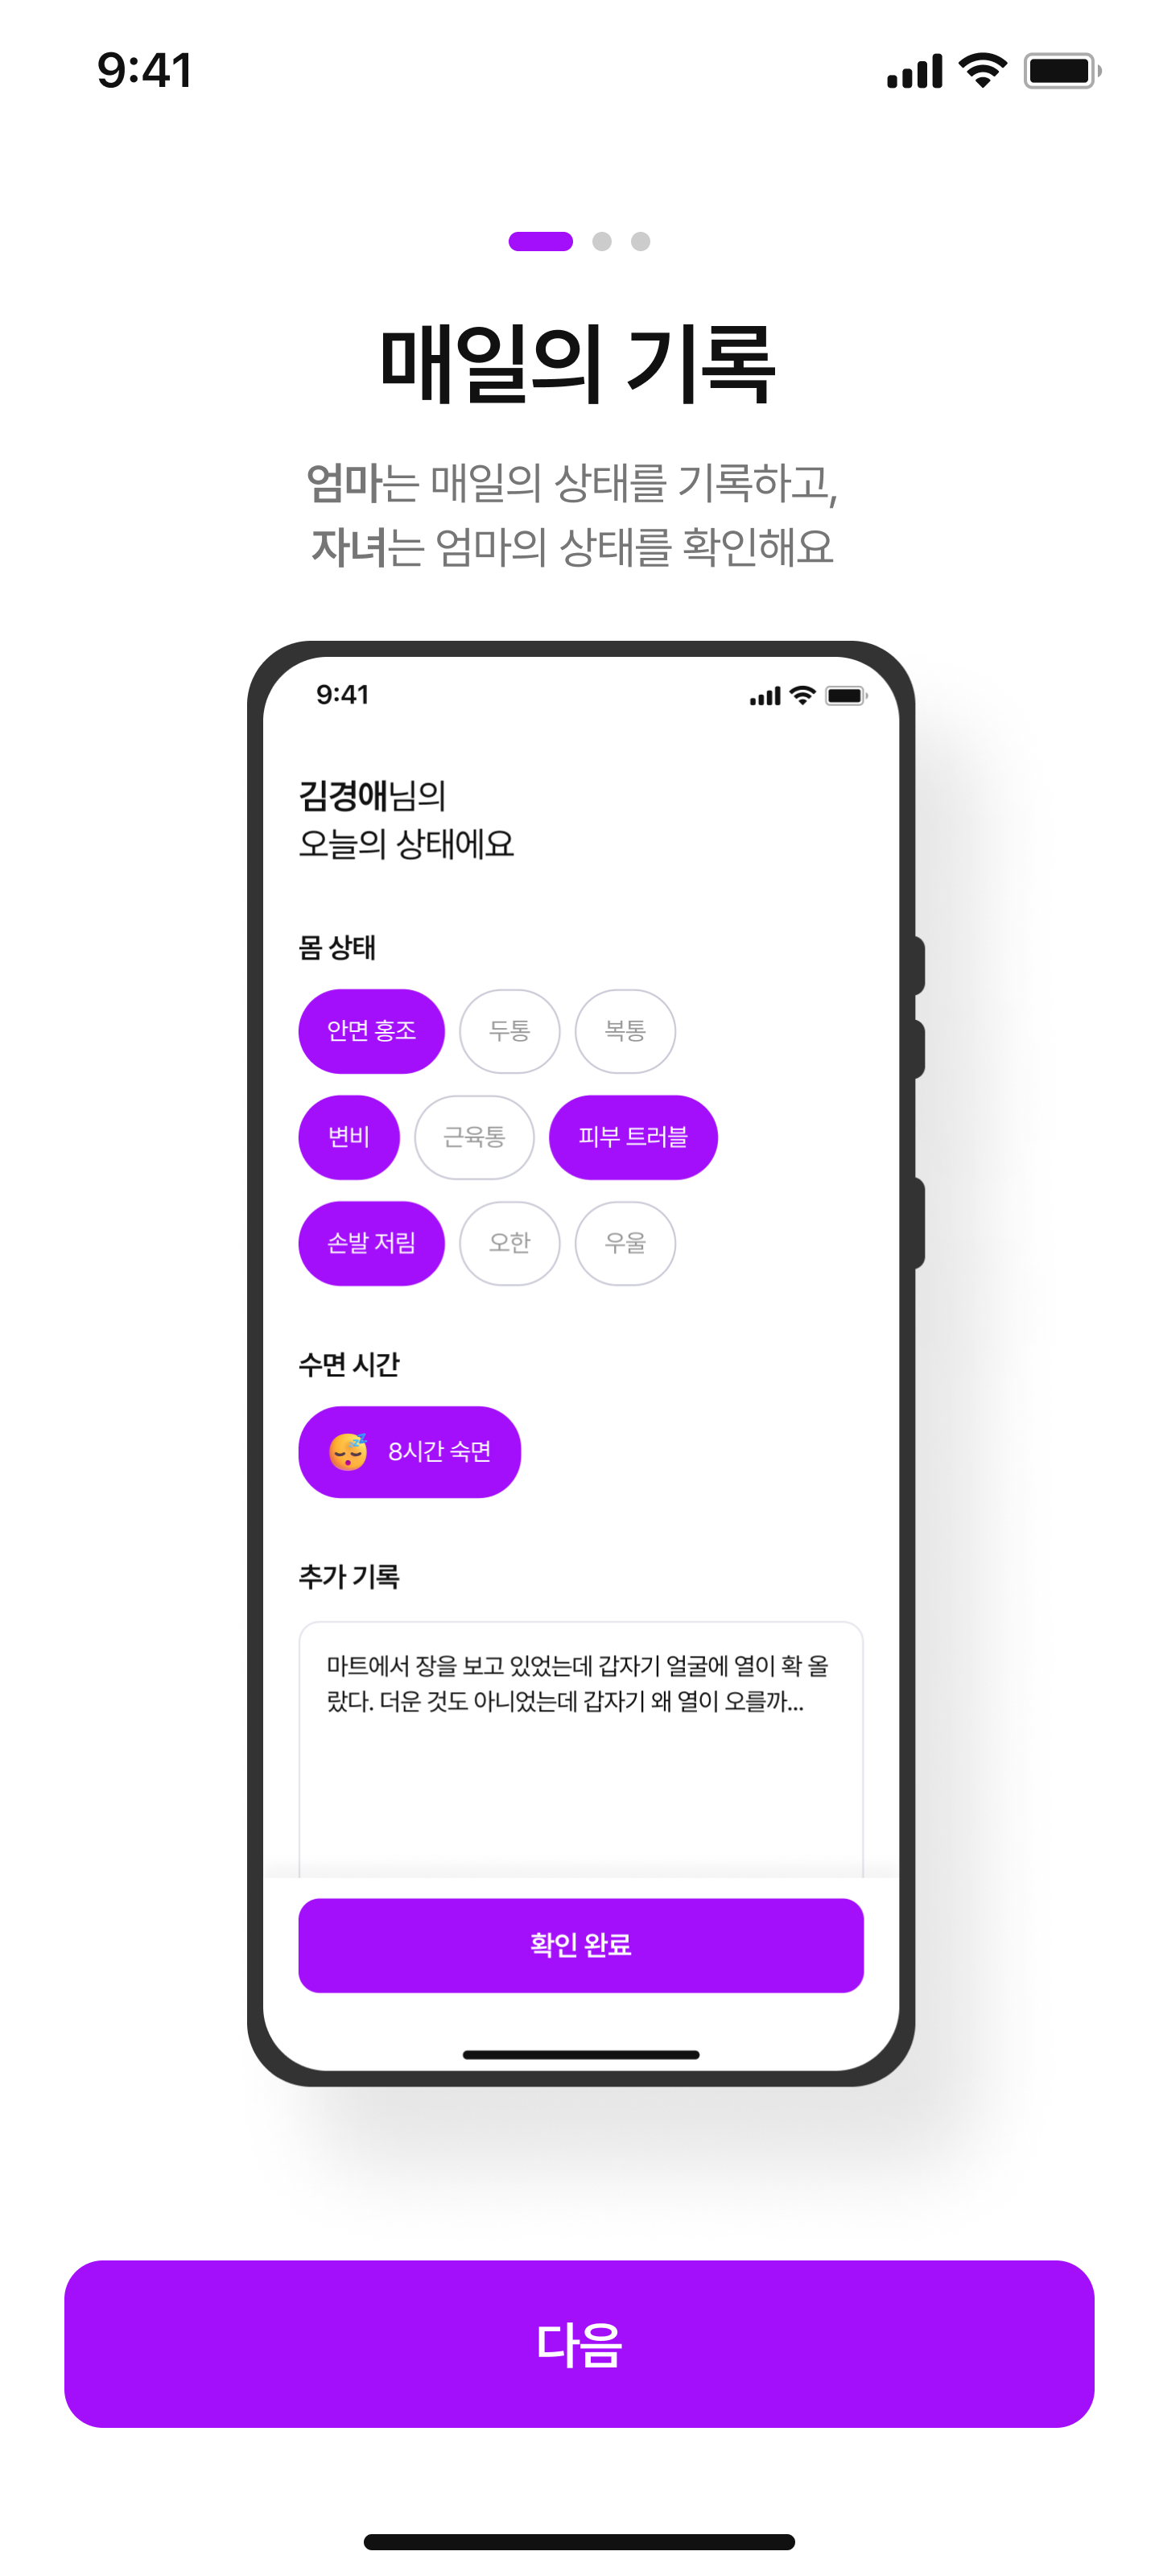 9:41
매일의 기록
엄마는 매일의 상태를 기록하고,
자녀는 엄마의 상태를 확인해요
9:41
김경애님의
오늘의 상태에요
몸 상태
안면 홍조 두통 복통
변비 근육통 피부 트러블
손발 저림 오한 우울
수면 시간
8시간 숙면
추가 기록
마트에서 장을 보고 있었는데 갑자기 얼굴에 열이 확 올
랐다. 더운 것도 아니었는데 갑자기 왜 열이 오를까...
확인 완료
다음